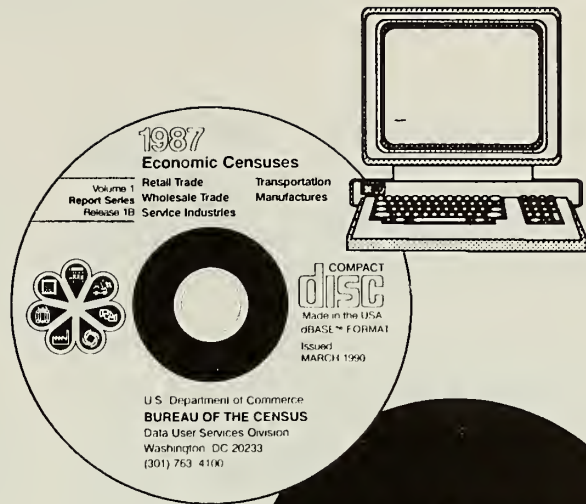 1987
Economic Censuses
Volume 1
Report Series
Release 1B
Retail Trade
Wholesale Trade
Service Industries
Transportation
Manufactures
COMPACT
disc
Made in the USA
dBASE™ FORMAT
Issued
MARCH 1990
U.S. Department of Commerce
BUREAU OF THE CENSUS
Data User Services Division
Washington DC 20233
(301) 763-4100